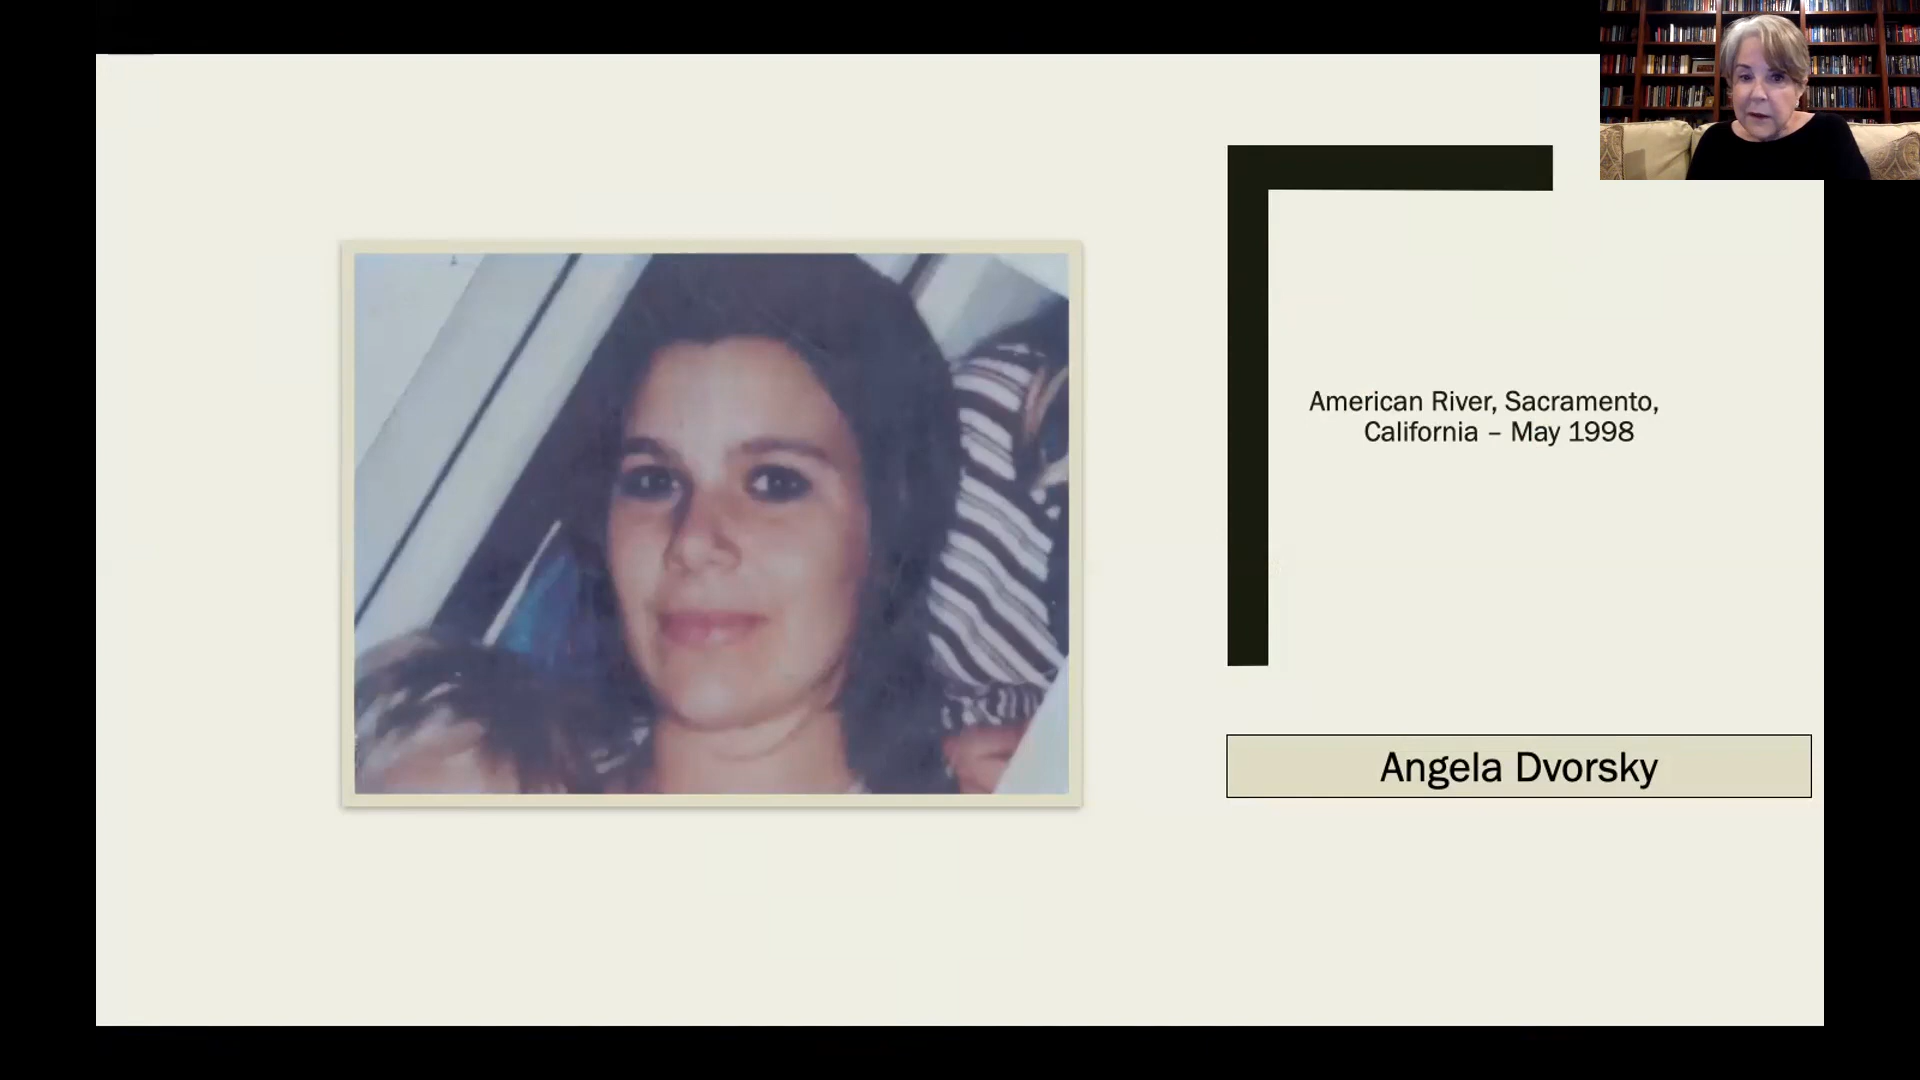 American River, Sacramento,
California – May 1998
Angela Dvorsky